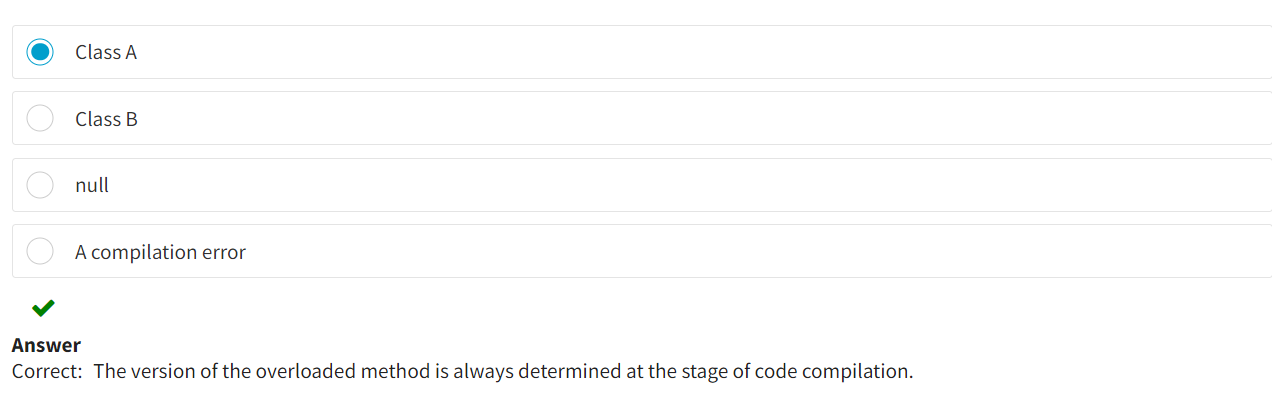 Class A
Class B
null
A compilation error
Answer
Correct: The version of the overloaded method is always determined at the stage of code compilation.